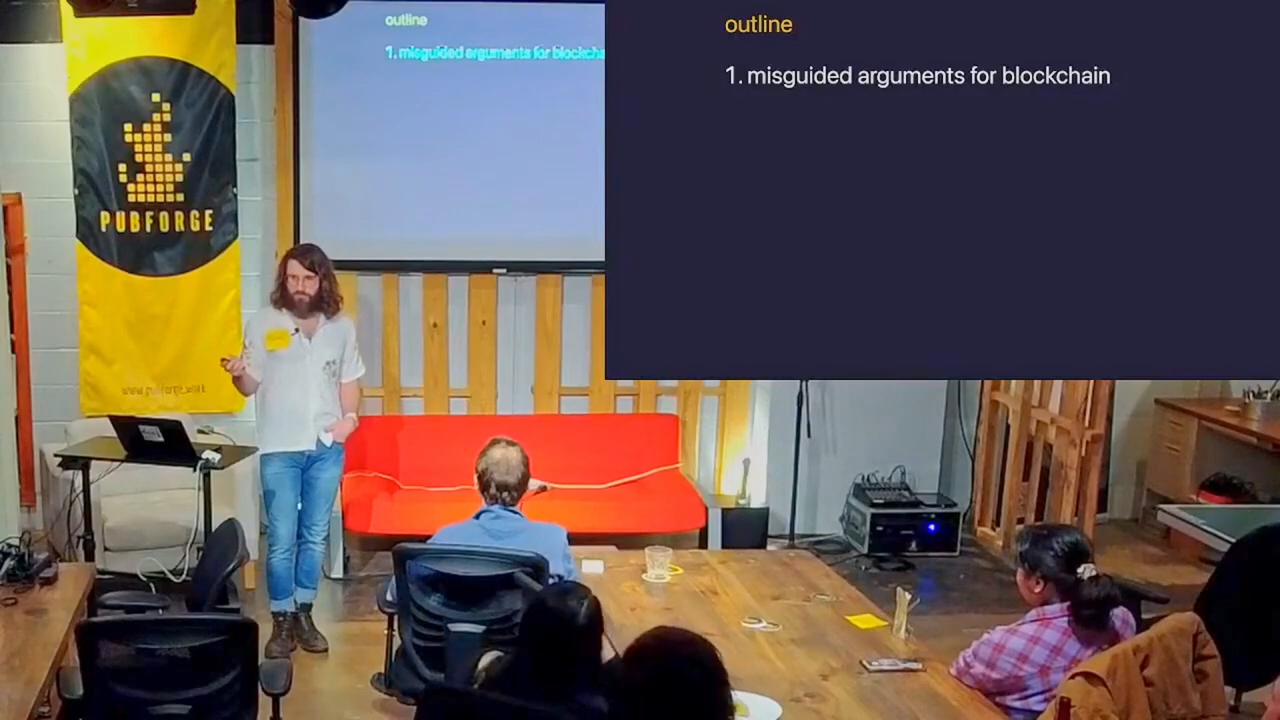 PUBFORGE
outline
1. misguided arguments for blockcha
outline
1. misguided arguments for blockchain